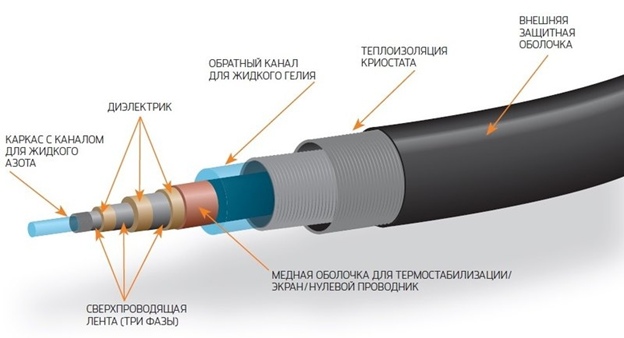 ВНЕШНЯЯ
ЗАЩИТНАЯ
ОБОЛОЧКА
ТЕПЛОИЗОЛЯЦИЯ
КРИОСТАТА
ОБРАТНЫЙ КАНАЛ
ДЛЯ ЖИДКОГО ГЕЛИЯ
ДИЭЛЕКТРИК
КАРКАС С КАНАЛОМ
ДЛЯ ЖИДКОГО
АЗОТА
МЕДНАЯ ОБОЛОЧКА ДЛЯ ТЕРМОСТАБИЛИЗАЦИИ/
ЭКРАН/НУЛЕВОЙ ПРОВОДНИК
СВЕРХПРОВОДЯЩАЯ
ЛЕНТА (ТРИ ФАЗЫ)